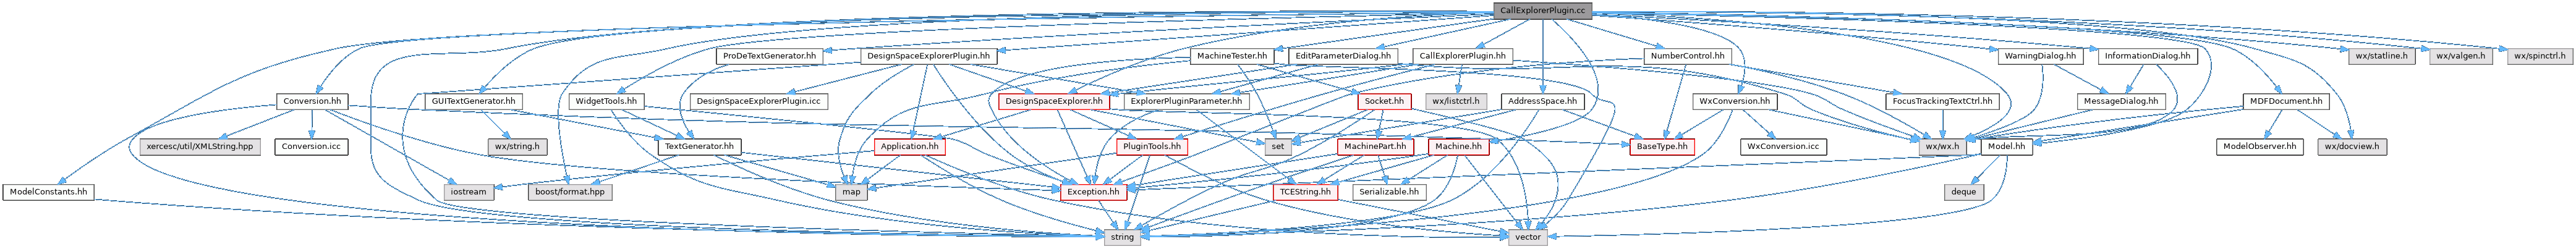 CallExplorerPlugin.cc
ProDeTextGenerator.hh
DesignSpaceExplorerPlugin.hh
MachineTester.hh
EditParameterDialog.hh
CallExplorerPlugin.hh
NumberControl.hh
WarningDialog.hh
InformationDialog.hh
wx/statline.h
wx/valgen.h
wx/spinctrl.h
Conversion.hh
GUITextGenerator.hh
WidgetTools.hh
DesignSpaceExplorerPlugin.icc
DesignSpaceExplorer.hh
ExplorerPluginParameter.hh
Socket.hh
wx/listctrl.h
AddressSpace.hh
WxConversion.hh
FocusTrackingTextCtrl.hh
MessageDialog.hh
MDFDocument.hh
xercesc/util/XMLString.hpp
Conversion.icc
wx/string.h
TextGenerator.hh
Application.hh
PluginTools.hh
set
MachinePart.hh
Machine.hh
BaseType.hh
WxConversion.icc
wx/wx.h
Model.hh
ModelObserver.hh
wx/docview.h
ModelConstants.hh
iostream
boost/format.hpp
map
Exception.hh
TCEString.hh
Serializable.hh
deque
string
vector